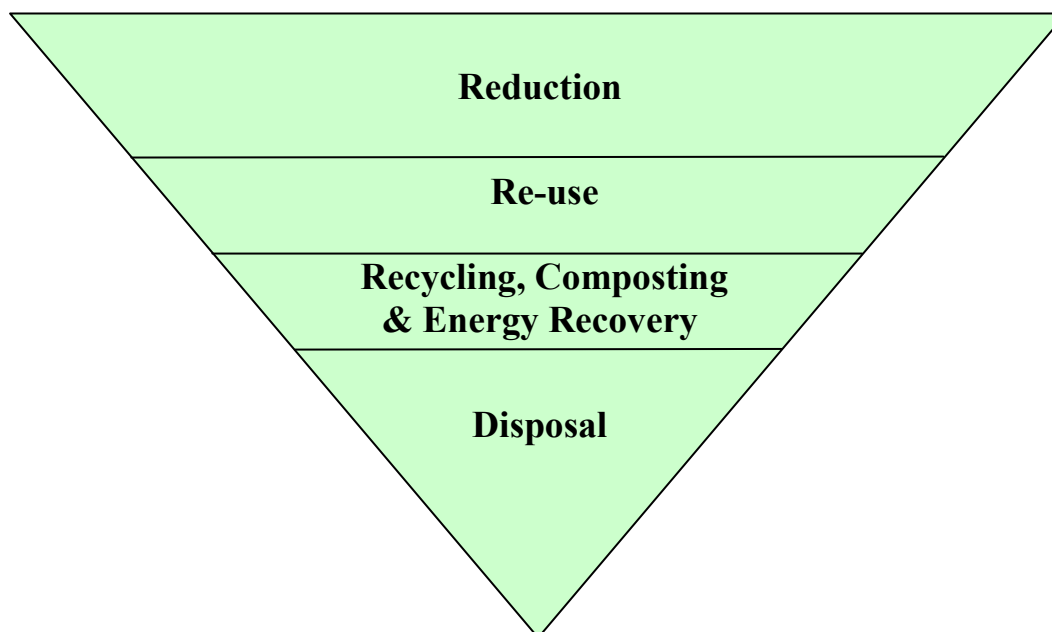 Reduction
Re-use
Recycling, Composting
& Energy Recovery
Disposal